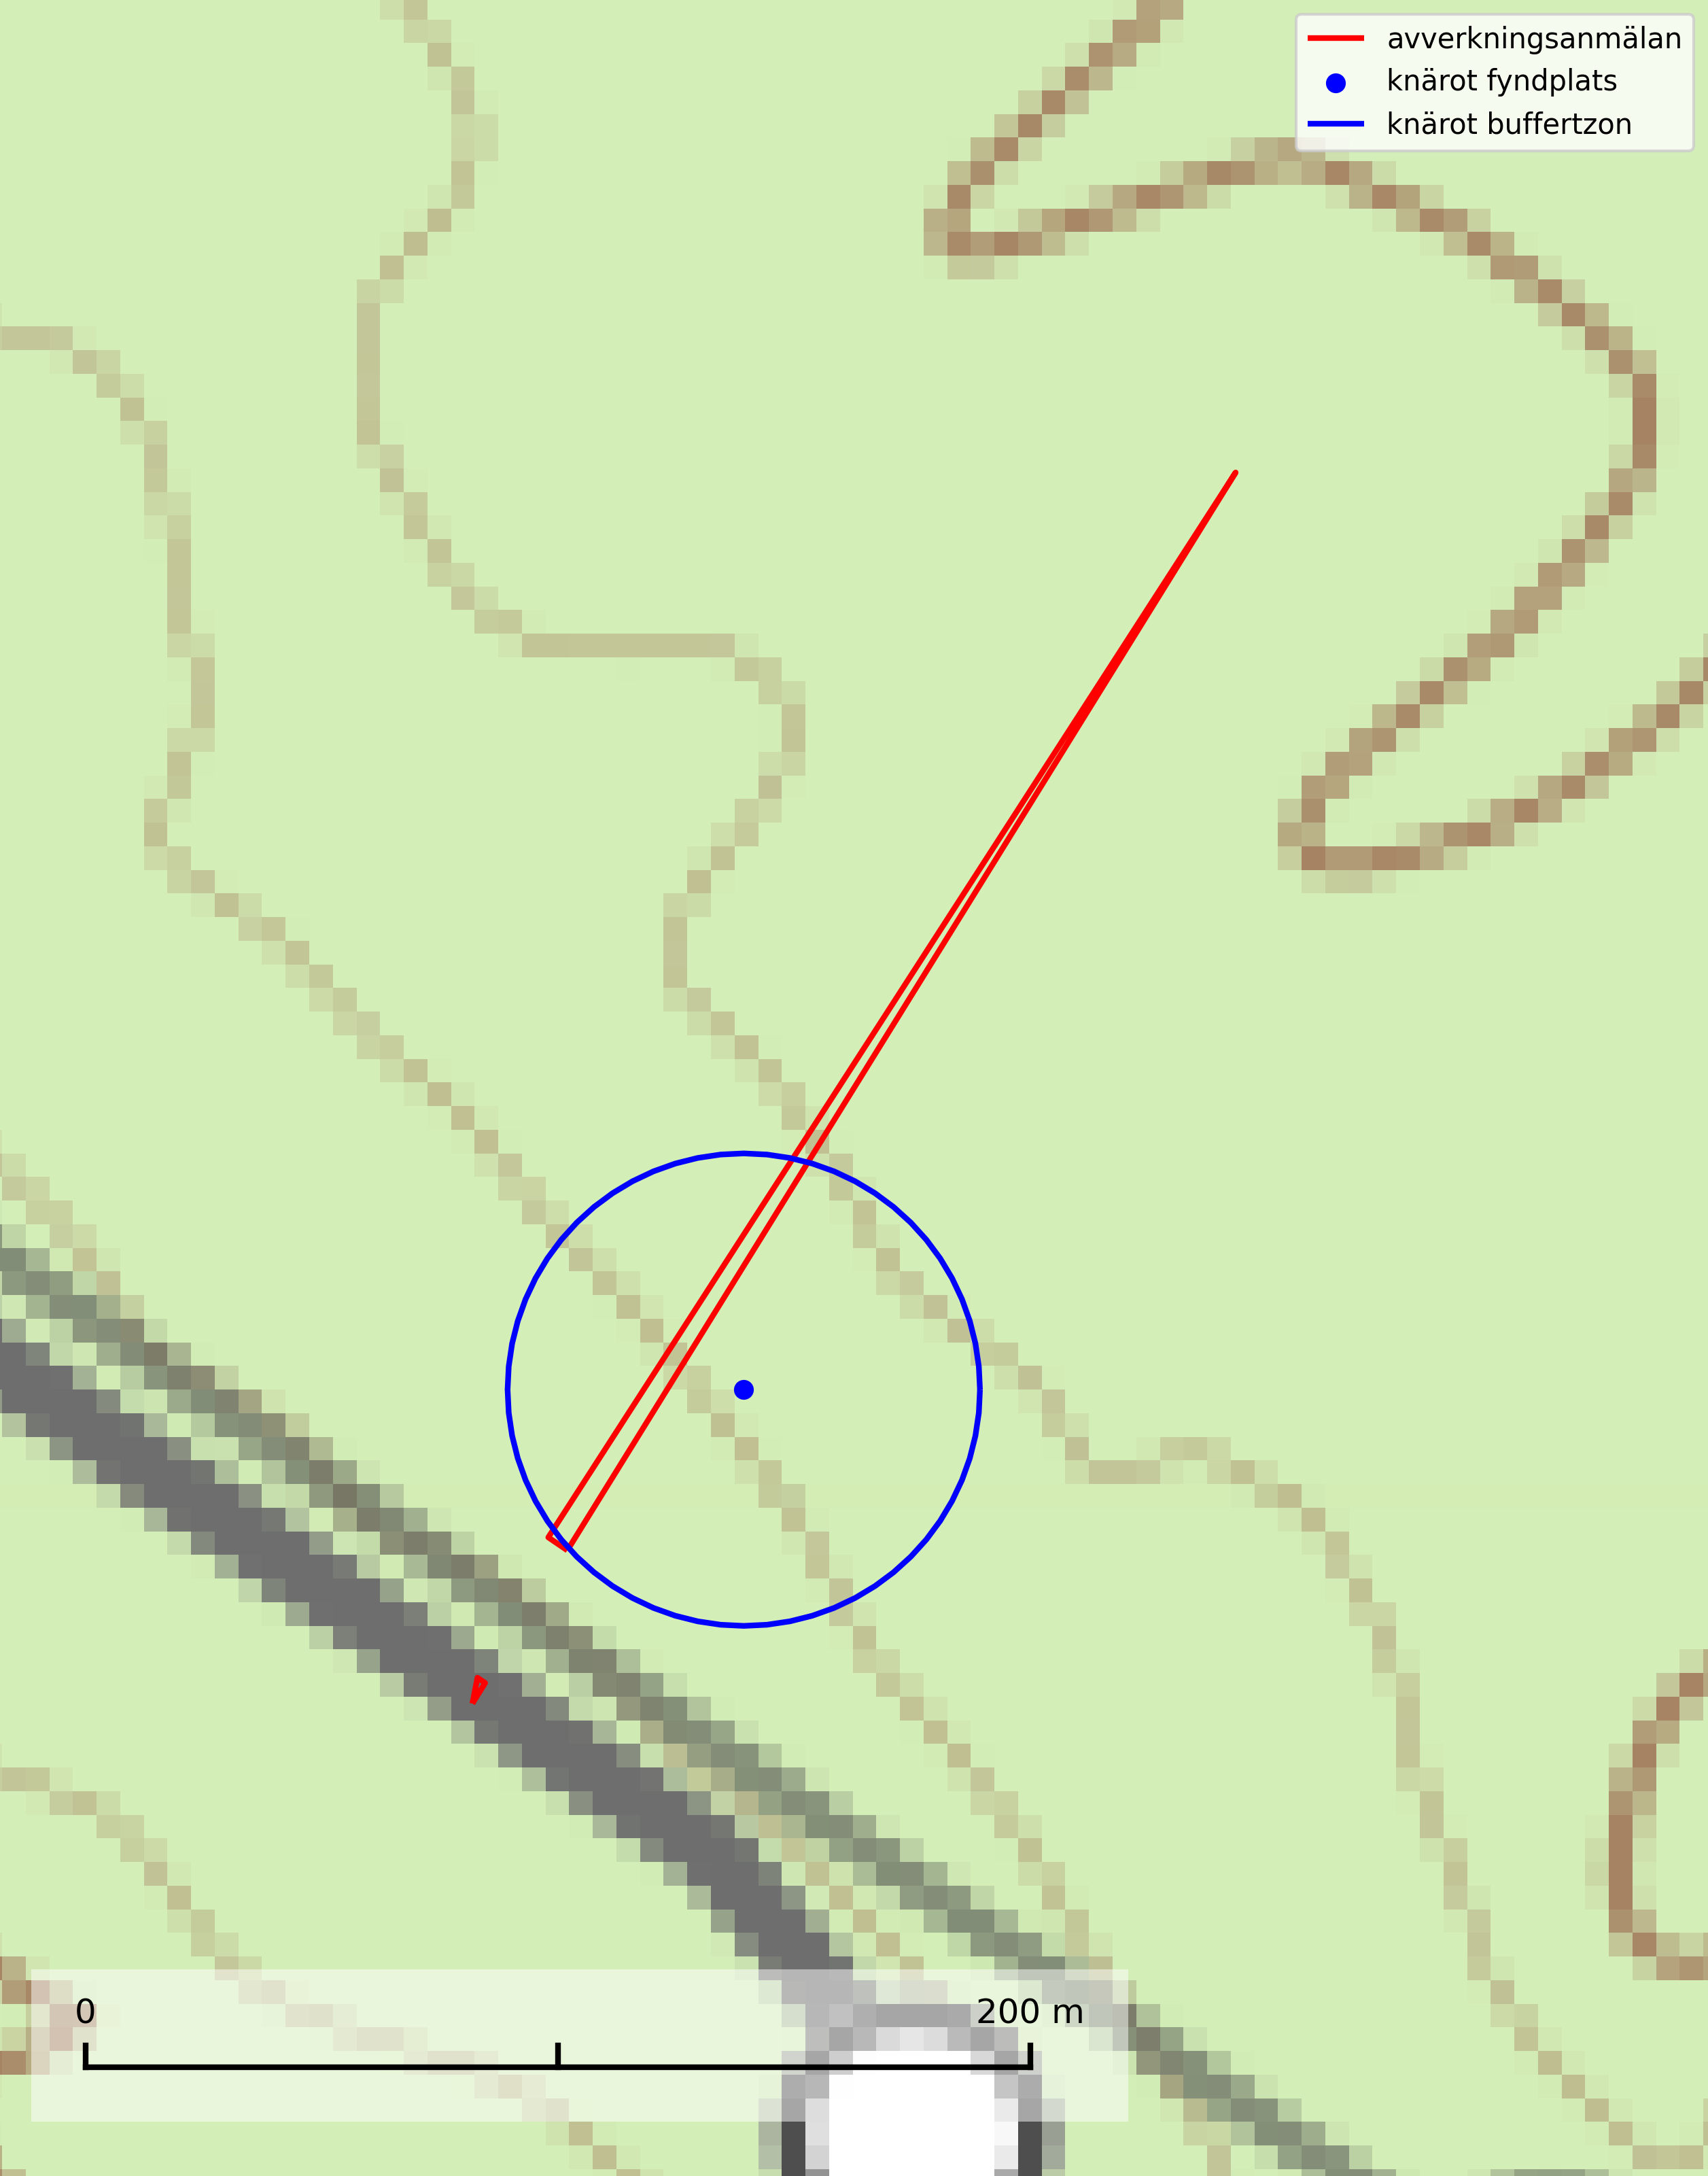 avverkningsanmälan
knärot fyndplats
knärot buffertzon
0
200 m